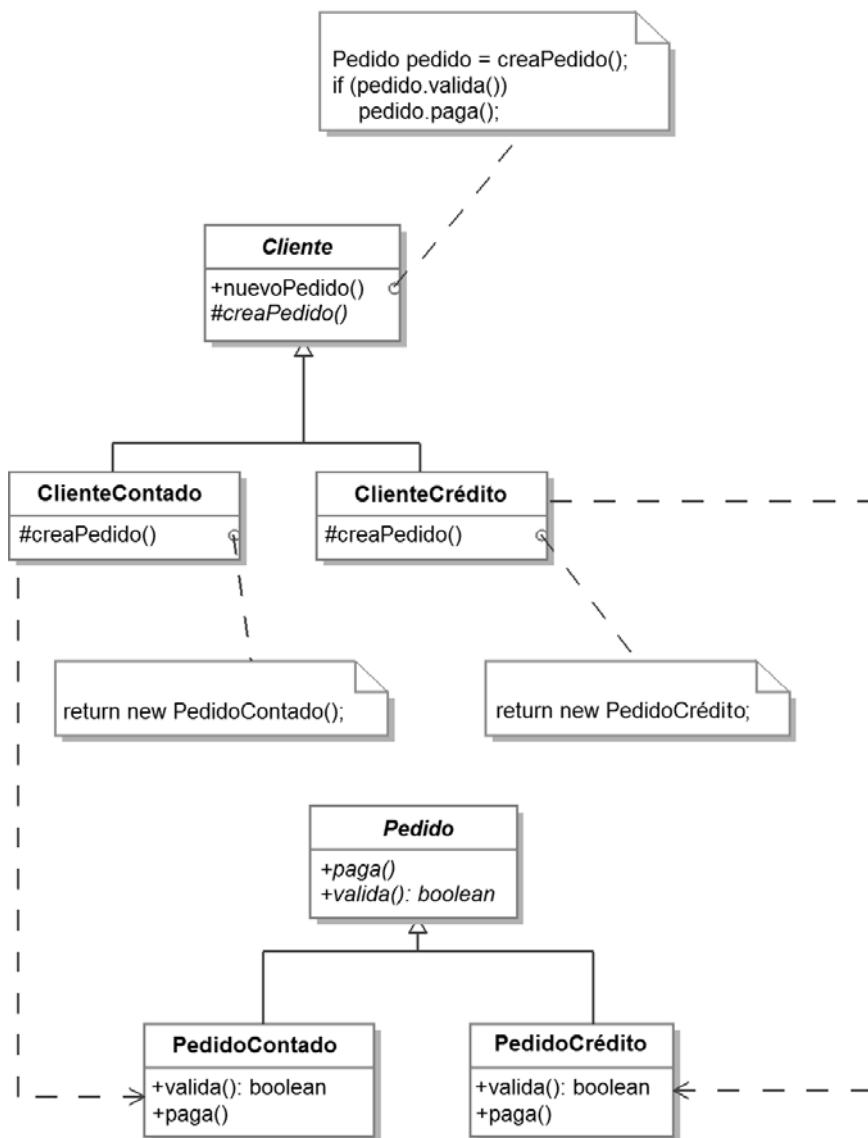 Pedido pedido = creaPedido();
if (pedido.valida())
pedido.paga();
Cliente
+nuevoPedido()
#creaPedido()
ClienteContado
#creaPedido()
ClienteCrédito
#creaPedido()
return new PedidoContado();
return new PedidoCrédito;
Pedido
+paga()
+valida(): boolean
PedidoContado
+valida(): boolean
+paga()
PedidoCrédito
+valida(): boolean
+paga()